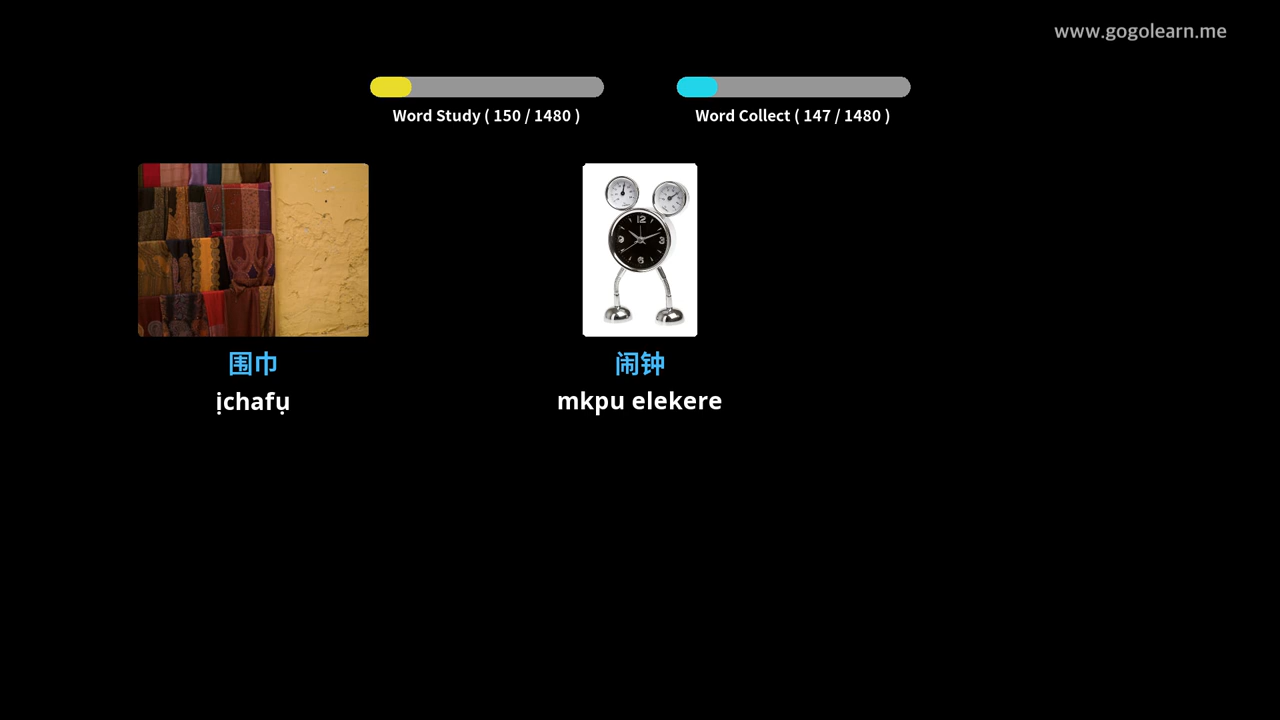 www.gogolearn.me
Word Study ( 150 / 1480 )
Word Collect ( 147 / 1480 )
围巾
ịchafụ
闹钟
mkpu elekere